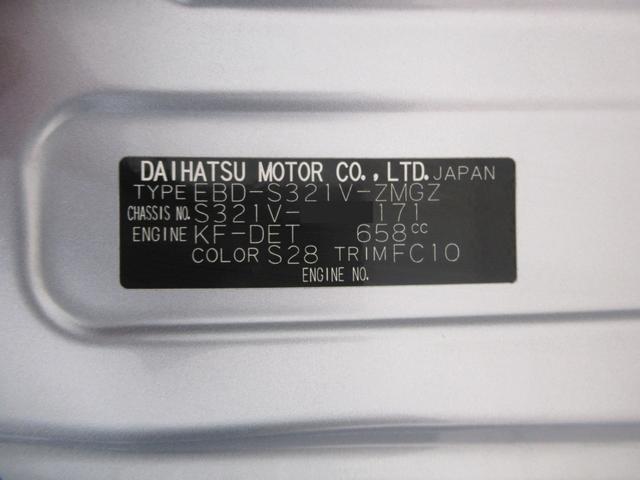 DAIHATSU MOTOR CO., LTD. JAPAN
TYPE EBD-S321V-ZMGZ
CHASSIS NO. S321V- 171
ENGINE KF-DET 658cc
COLOR S28 TRIM FC10
ENGINE NO.